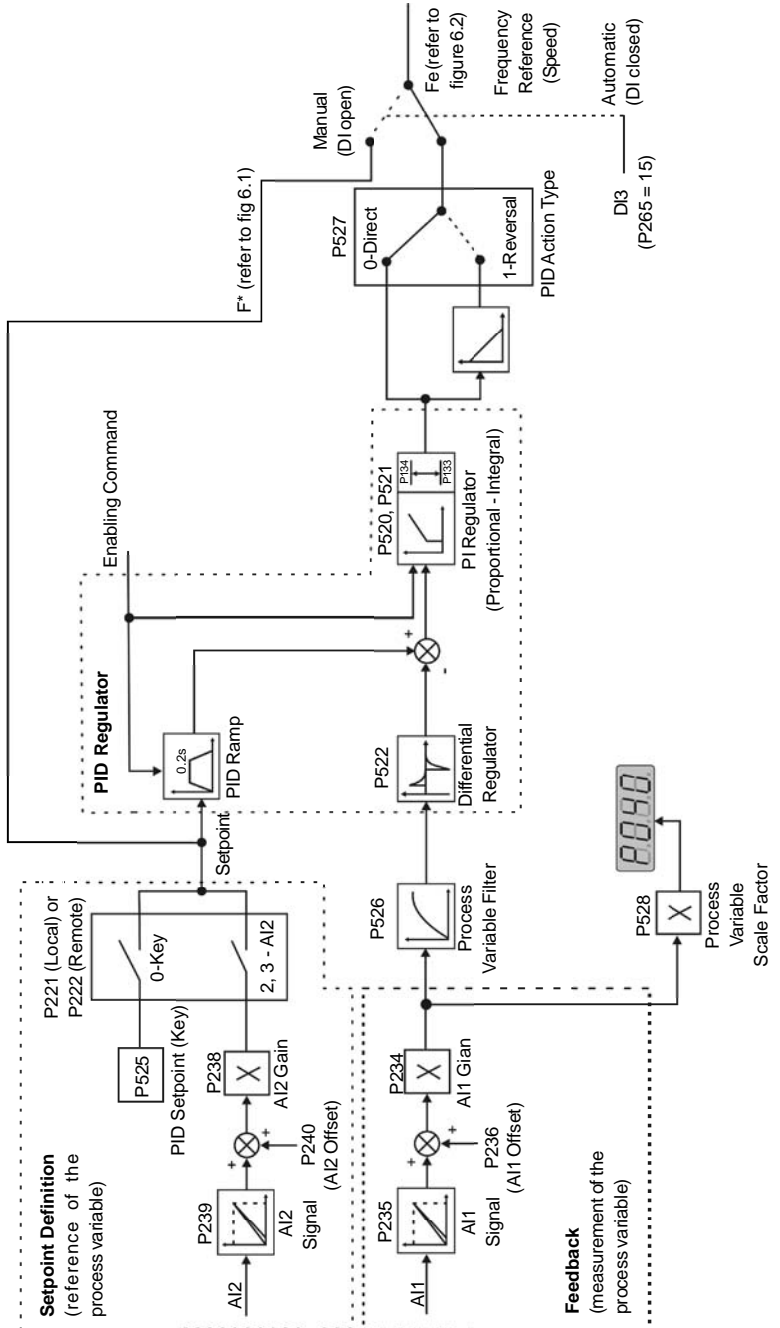 Setpoint Definition
(reference of the
process variable)
AI2
P239
AI2
Signal
P240
(AI2 Offset)
+
+
P238
X
AI2 Gain
P525
PID Setpoint (Key)
P221 (Local) or
P222 (Remote)
0-Key
2, 3 - AI2
Setpoint
Feedback
(measurement of the
process variable)
AI1
P235
AI1
Signal
P236
(AI1 Offset)
+
+
P234
X
AI1 Gian
P526
Process
Variable Filter
P528
X
Process
Variable
Scale Factor
PID Regulator
0.2s
PID Ramp
P522
Differential
Regulator
+
-
Enabling Command
P520, P521
P134
P133
PI Regulator
(Proportional - Integral)
F* (refer to fig 6.1)
P527
0-Direct
1-Reversal
PID Action Type
Manual
(DI open)
Fe (refer to
figure 6.2)
Frequency
Reference
(Speed)
Automatic
(DI closed)
DI3
(P265 = 15)